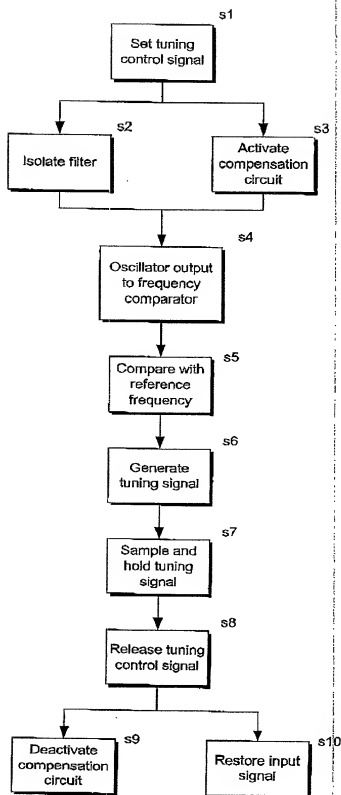 s1
Set tuning
control signal
s2
Isolate filter
s3
Activate
compensation
circuit
s4
Oscillator output
to frequency
comparator
s5
Compare with
reference
frequency
s6
Generate
tuning signal
s7
Sample and
hold tuning
signal
s8
Release tuning
control signal
s9
Deactivate
compensation
circuit
s10
Restore input
signal